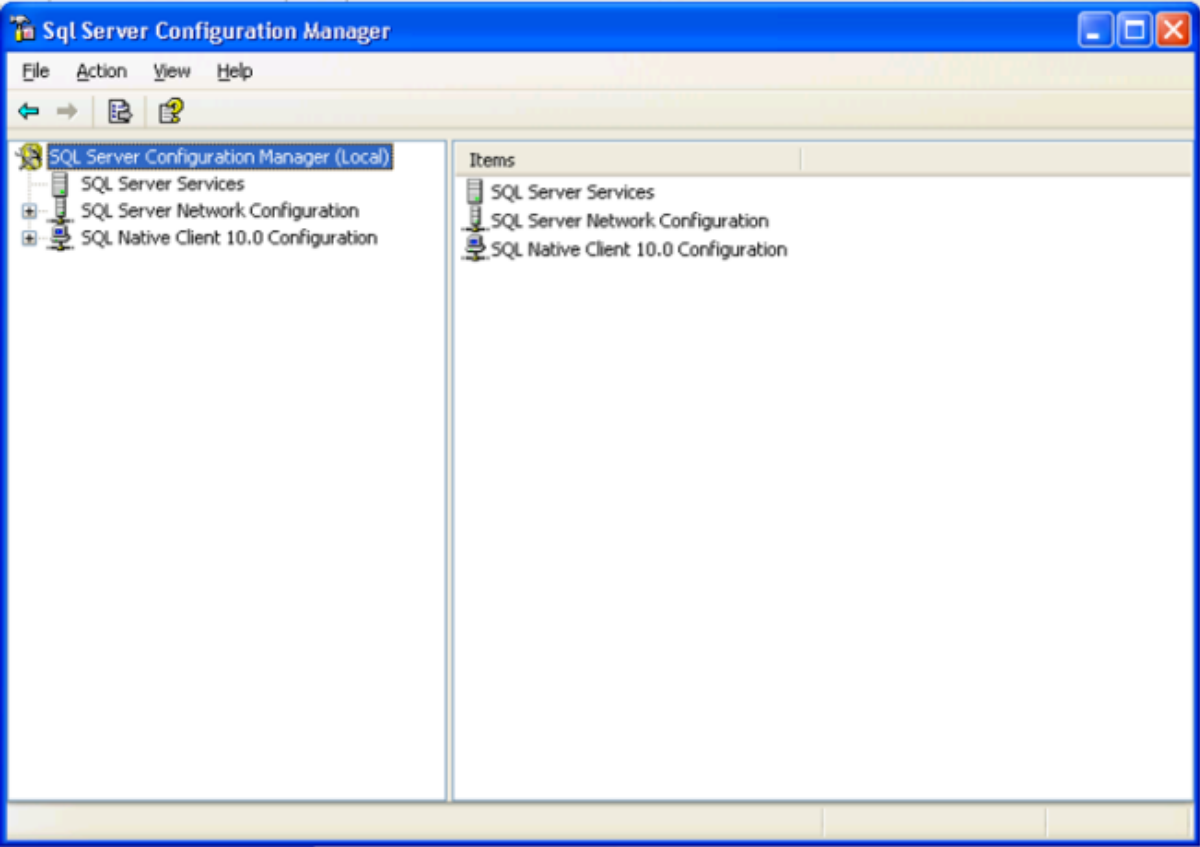 Sql Server Configuration Manager
File Action View Help
SQL Server Configuration Manager (Local)
SQL Server Services
SQL Server Network Configuration
SQL Native Client 10.0 Configuration
Items
SQL Server Services
SQL Server Network Configuration
SQL Native Client 10.0 Configuration